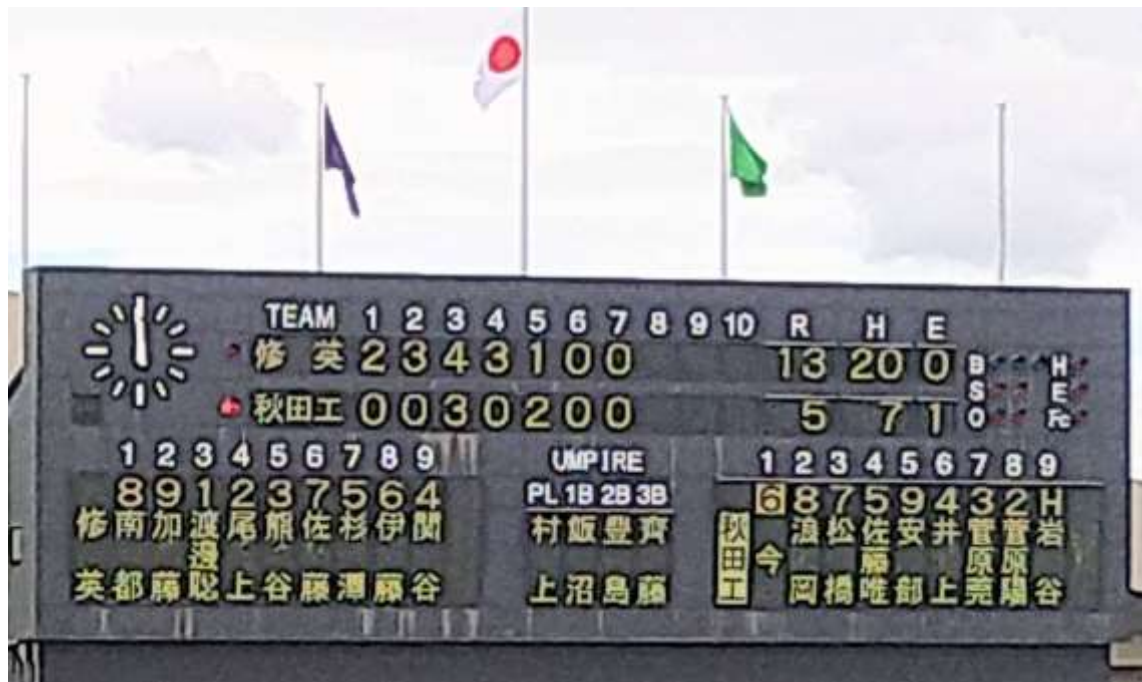 TEAM 1 2 3 4 5 6 7 8 9 10 R H E
修英 2 3 4 3 1 0 0 13 20 0 B H
S E
秋田工 0 0 3 0 2 0 0 5 7 1 O Fc
1 2 3 4 5 6 7 8 9
8 9 1 2 3 7 5 6 4
修英
南都
加藤
渡邊聡
尾上
熊谷
佐藤
杉淵
伊藤
関谷
UMPIRE
PL 1B 2B 3B
村上
飯沼
豊島
齊藤
1 2 3 4 5 6 7 8 9
6 8 7 5 9 4 3 2 H
秋田工
今
浪岡
松橋
佐藤唯
安部
井上
菅原莞
菅原陽
岩谷